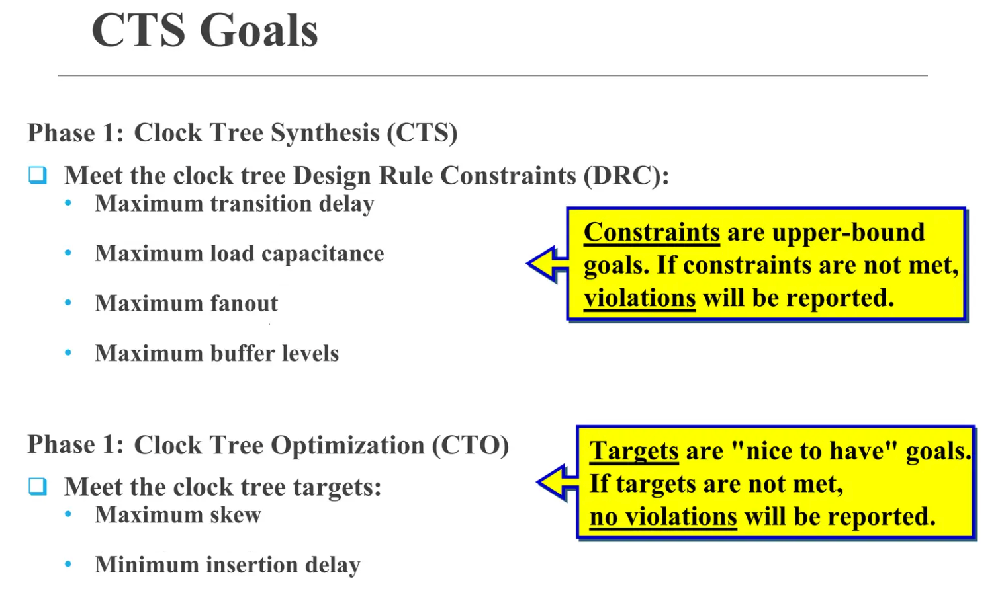 CTS Goals
Phase 1: Clock Tree Synthesis (CTS)
Meet the clock tree Design Rule Constraints (DRC):
• Maximum transition delay
• Maximum load capacitance
• Maximum fanout
• Maximum buffer levels
Constraints are upper-bound
goals. If constraints are not met,
violations will be reported.
Phase 1: Clock Tree Optimization (CTO)
Meet the clock tree targets:
• Maximum skew
• Minimum insertion delay
Targets are "nice to have" goals.
If targets are not met,
no violations will be reported.